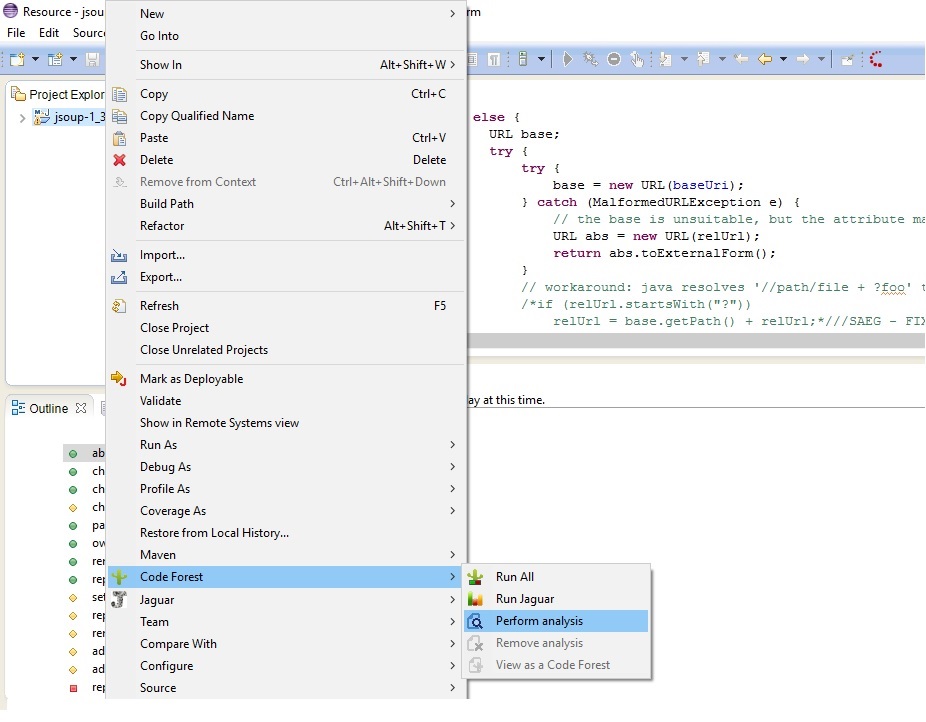 Resource - jsou
rm
File Edit Source
Project Explor
jsoup-1_3
New
Go Into
Show In Alt+Shift+W
Copy Ctrl+C
Copy Qualified Name
Paste Ctrl+V
Delete Delete
Remove from Context Ctrl+Alt+Shift+Down
Build Path
Refactor Alt+Shift+T
Import...
Export...
Refresh F5
Close Project
Close Unrelated Projects
Mark as Deployable
Validate
Show in Remote Systems view
Run As
Debug As
Profile As
Coverage As
Restore from Local History...
Maven
Code Forest
Jaguar
Team
Compare With
Configure
Source
Run All
Run Jaguar
Perform analysis
Remove analysis
View as a Code Forest
else {
URL base;
try {
try {
base = new URL(baseUri);
} catch (MalformedURLException e) {
// the base is unsuitable, but the attribute ma
URL abs = new URL(relUrl);
return abs.toExternalForm();
}
// workaround: java resolves '//path/file + ?foo' t
/*if (relUrl.startsWith("?"))
relUrl = base.getPath() + relUrl;*///SAEG - FIX
ay at this time.
Outline
ab
ch
ch
ch
pa
ow
rer
rep
set
rep
rer
ad
ad
rep